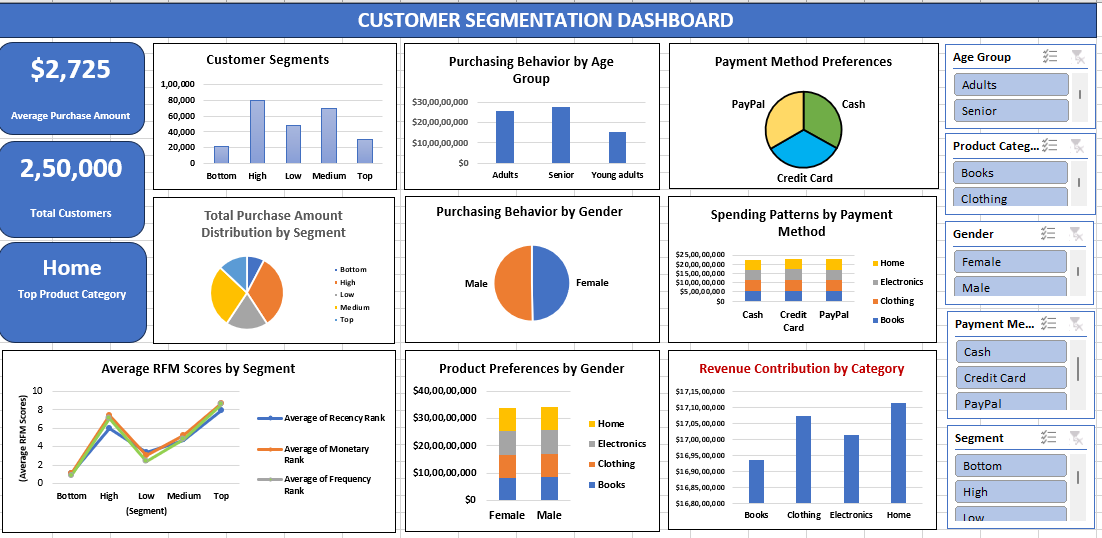 CUSTOMER SEGMENTATION DASHBOARD
$2,725
Average Purchase Amount
2,50,000
Total Customers
Home
Top Product Category
Customer Segments
1,00,000
80,000
60,000
40,000
20,000
0
Bottom High Low Medium Top
Purchasing Behavior by Age
Group
$30,00,00,000
$20,00,00,000
$10,00,00,000
$0
Adults Senior Young adults
Payment Method Preferences
PayPal
Cash
Credit Card
Total Purchase Amount
Distribution by Segment
Bottom
High
Low
Medium
Top
Purchasing Behavior by Gender
Male
Female
Spending Patterns by Payment
Method
$25,00,00,000
$20,00,00,000
$15,00,00,000
$10,00,00,000
$5,00,00,000
$0
Cash Credit PayPal
Card
Home
Electronics
Clothing
Books
Average RFM Scores by Segment
(Average RFM Scores)
10
8
6
4
2
0
Bottom High Low Medium Top
(Segment)
Average of Recency Rank
Average of Monetary
Rank
Average of Frequency
Rank
Product Preferences by Gender
$40,00,00,000
$30,00,00,000
$20,00,00,000
$10,00,00,000
$0
Female Male
Home
Electronics
Clothing
Books
Revenue Contribution by Category
$17,15,00,000
$17,10,00,000
$17,05,00,000
$17,00,00,000
$16,95,00,000
$16,90,00,000
$16,85,00,000
$16,80,00,000
Books Clothing Electronics Home
Age Group
Adults
Senior
Product Categ...
Books
Clothing
Gender
Female
Male
Payment Me...
Cash
Credit Card
PayPal
Segment
Bottom
High
Low